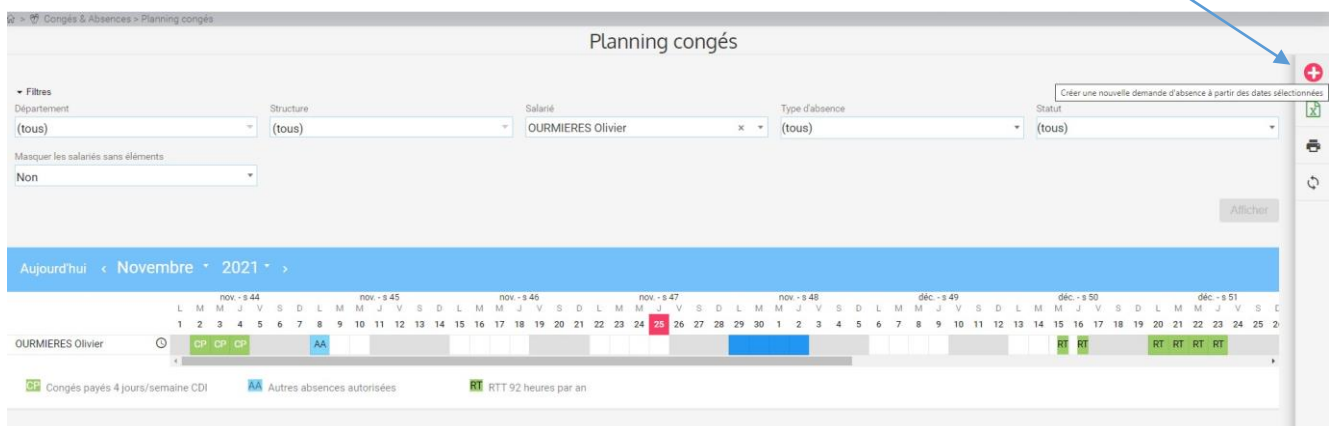 > Congés & Absences > Planning congés
Planning congés
Filtres
Créer une nouvelle demande d'absence à partir des dates sélectionnées
Département Structure Salarié Type d'absence Statut
(tous) (tous) OURMIERES Olivier × (tous) (tous)
Masquer les salariés sans éléments
Non
Afficher
Aujourd'hui < Novembre 2021 >
nov. - s 44 nov. - s 45 nov. - s 46 nov. - s 47 nov. - s 48 déc. - s 49 déc. - s 50 déc. - s 51
L M M J V S D L M M J V S D L M M J V S D L M M J V S D L M M J V S D L M M J V S D L M M J V S D L M M J V S
1 2 3 4 5 6 7 8 9 10 11 12 13 14 15 16 17 18 19 20 21 22 23 24 25 26 27 28 29 30 1 2 3 4 5 6 7 8 9 10 11 12 13 14 15 16 17 18 19 20 21 22 23 24 25
OURMIERES Olivier CP CP CP AA RT RT RT RT RT RT
CP Congés payés 4 jours/semaine CDI AA Autres absences autorisées RT RTT 92 heures par an